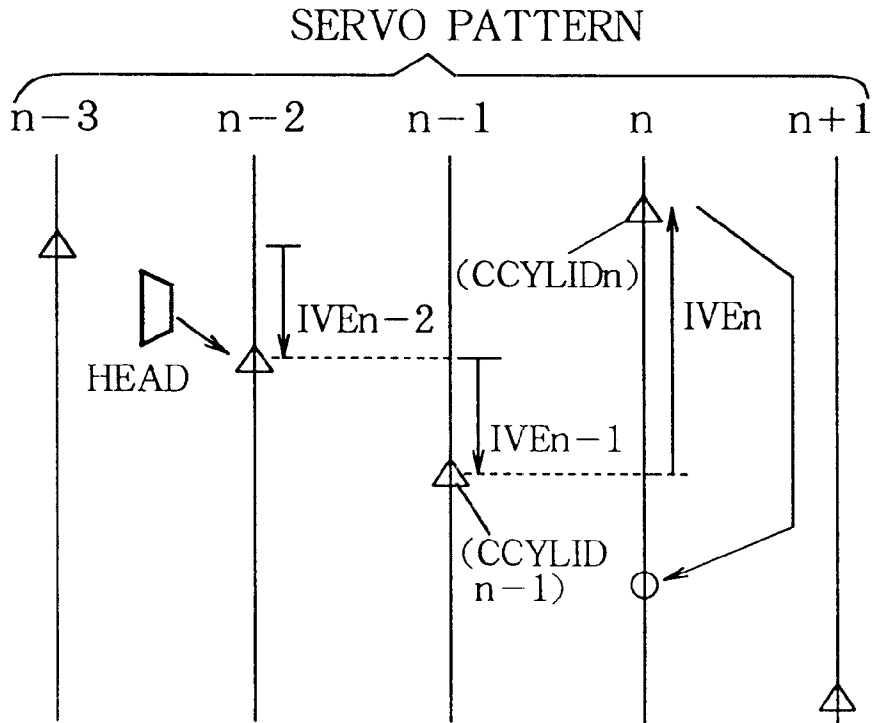 SERVO PATTERN
n-3 n-2 n-1 n n+1
(CCYLIDn)
IVEn-2
IVEn
HEAD
IVEn-1
(CCYLID
n-1)